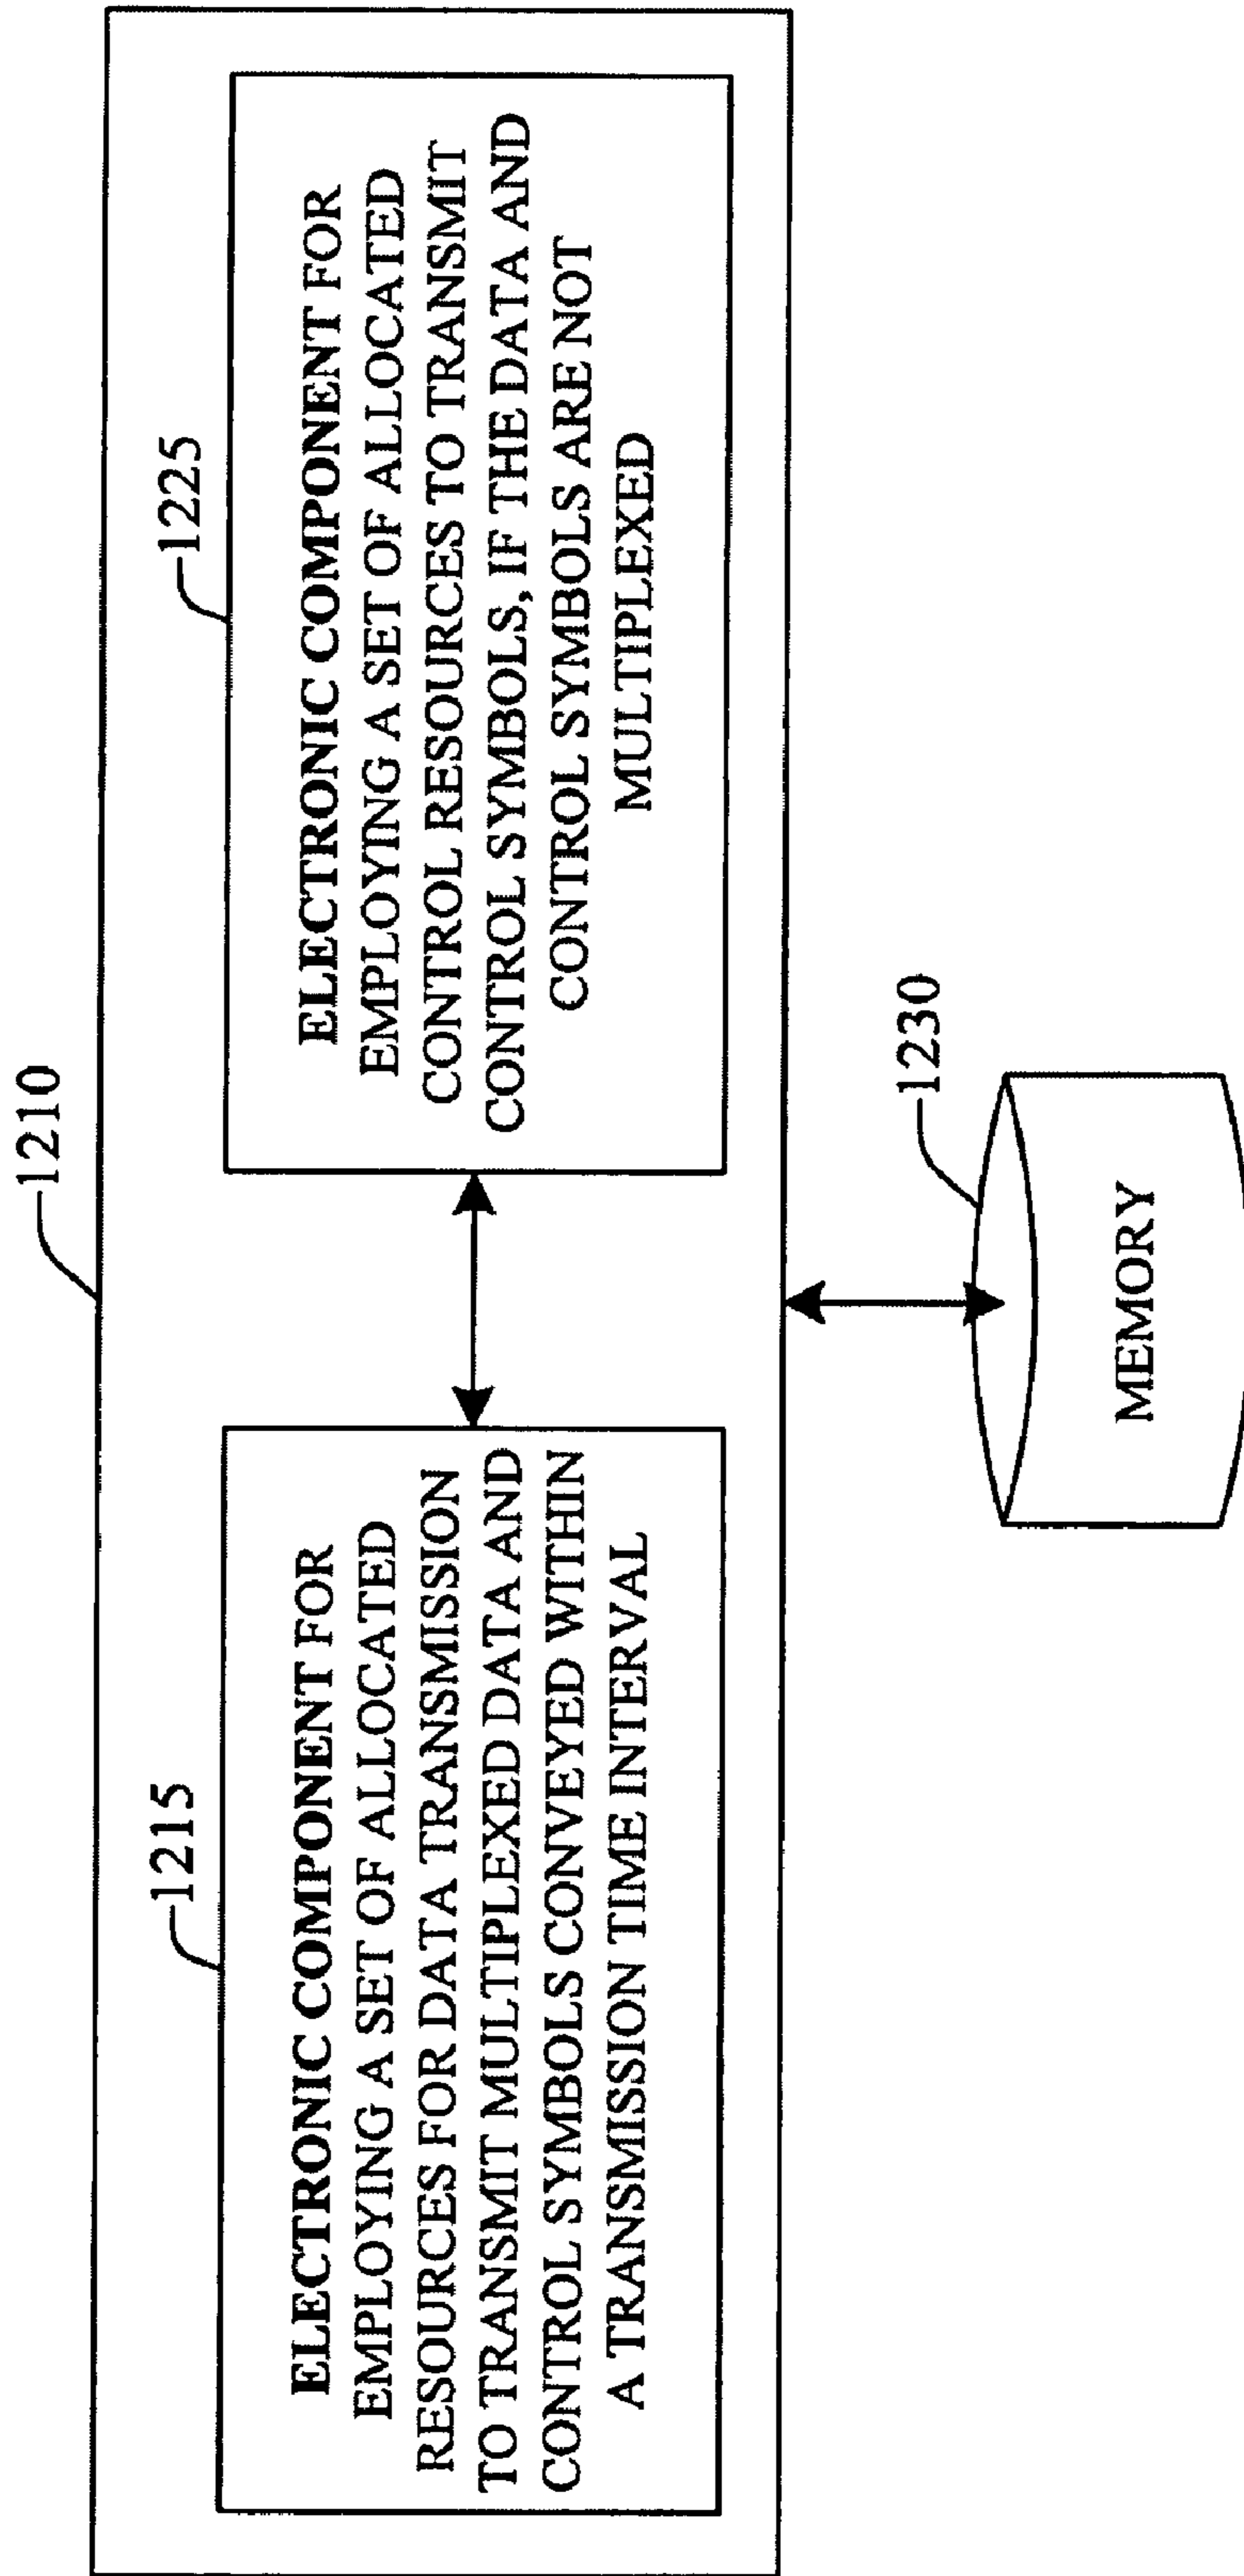 1210
1215
ELECTRONIC COMPONENT FOR
EMPLOYING A SET OF ALLOCATED
RESOURCES FOR DATA TRANSMISSION
TO TRANSMIT MULTIPLEXED DATA AND
CONTROL SYMBOLS CONVEYED WITHIN
A TRANSMISSION TIME INTERVAL
1225
ELECTRONIC COMPONENT FOR
EMPLOYING A SET OF ALLOCATED
CONTROL RESOURCES TO TRANSMIT
CONTROL SYMBOLS, IF THE DATA AND
CONTROL SYMBOLS ARE NOT
MULTIPLEXED
1230
MEMORY